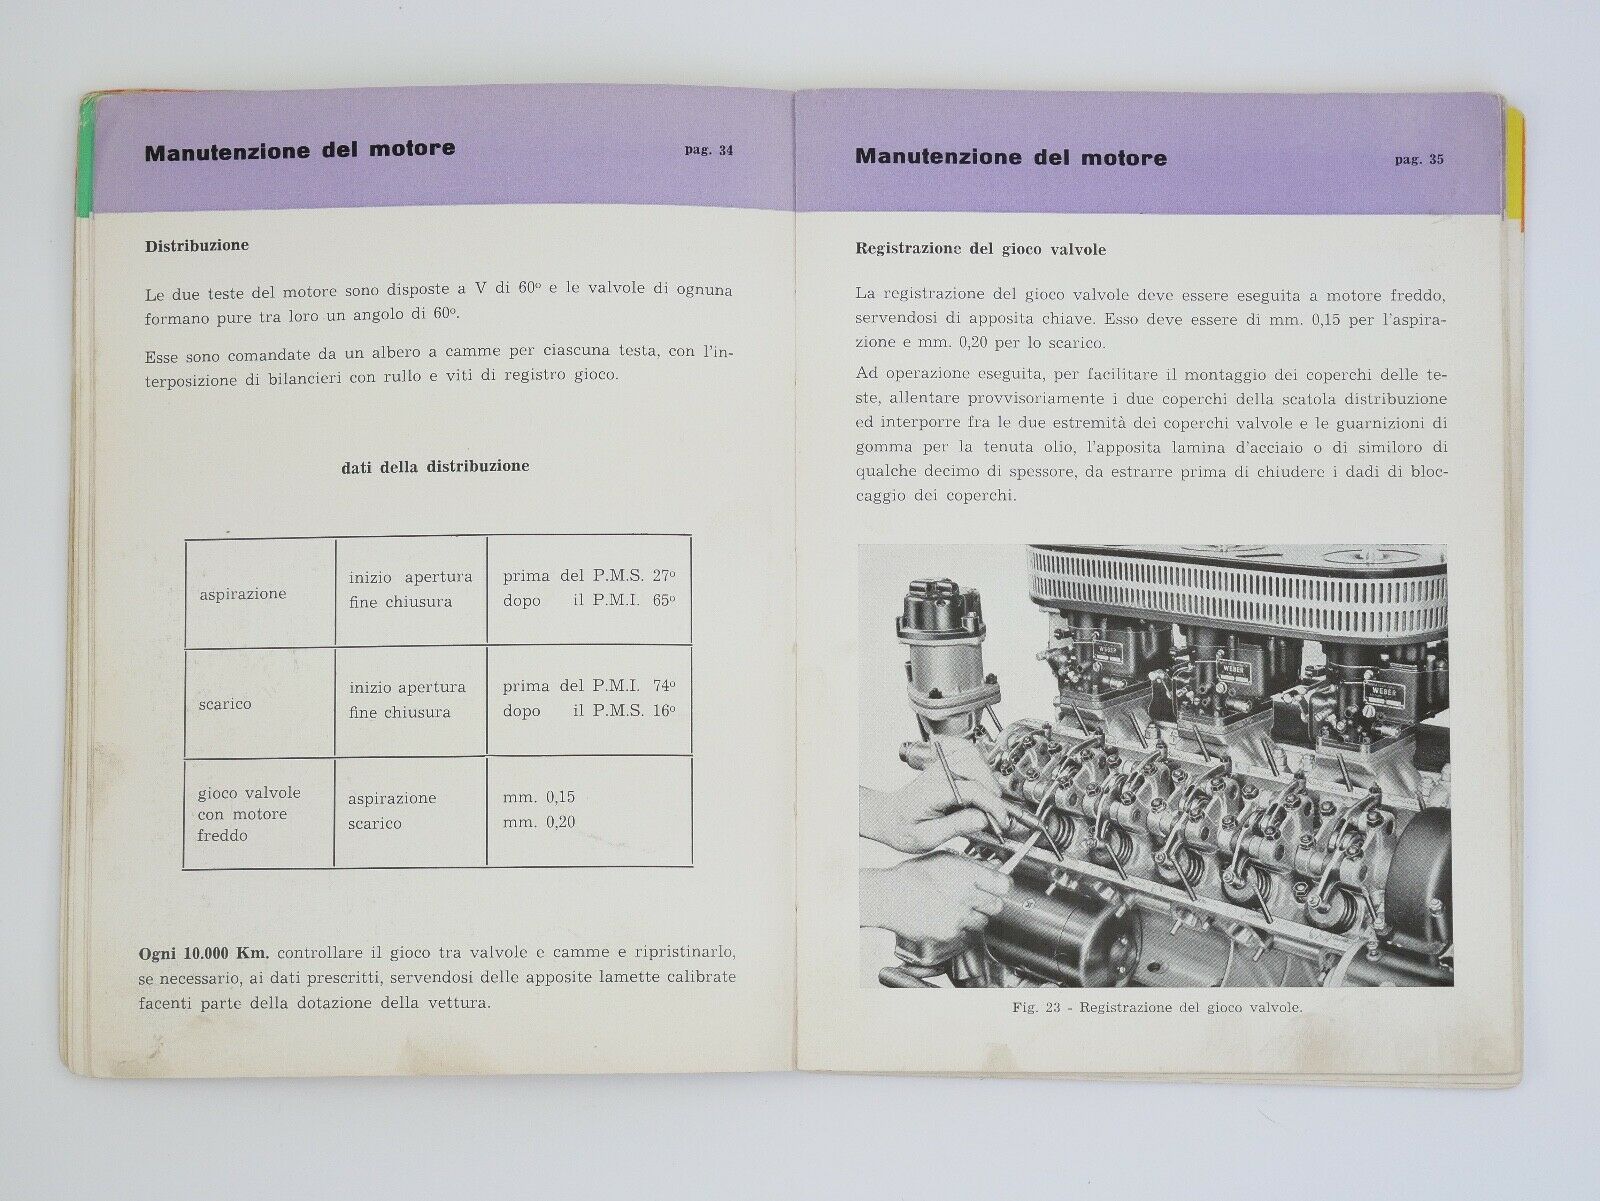 Manutenzione del motore pag. 34
Distribuzione
Le due teste del motore sono disposte a V di 60º e le valvole di ognuna
formano pure tra loro un angolo di 60º.
Esse sono comandate da un albero a camme per ciascuna testa, con l'in-
terposizione di bilancieri con rullo e viti di registro gioco.
dati della distribuzione
aspirazione
inizio apertura
fine chiusura
prima del P.M.S. 27º
dopo il P.M.I. 65º
scarico
inizio apertura
fine chiusura
prima del P.M.I. 74º
dopo il P.M.S. 16º
gioco valvole
con motore
freddo
aspirazione
scarico
mm. 0,15
mm. 0,20
Ogni 10.000 Km. controllare il gioco tra valvole e camme e ripristinarlo,
se necessario, ai dati prescritti, servendosi delle apposite lamette calibrate
facenti parte della dotazione della vettura.
Manutenzione del motore pag. 35
Registrazione del gioco valvole
La registrazione del gioco valvole deve essere eseguita a motore freddo,
servendosi di apposita chiave. Esso deve essere di mm. 0,15 per l'aspira-
zione e mm. 0,20 per lo scarico.
Ad operazione eseguita, per facilitare il montaggio dei coperchi delle te-
ste, allentare provvisoriamente i due coperchi della scatola distribuzione
ed interporre fra le due estremità dei coperchi valvole e le guarnizioni di
gomma per la tenuta olio, l'apposita lamina d'acciaio o di similoro di
qualche decimo di spessore, da estrarre prima di chiudere i dadi di bloc-
caggio dei coperchi.
WEBER
WEBER
WEBER
Fig. 23 - Registrazione del gioco valvole.